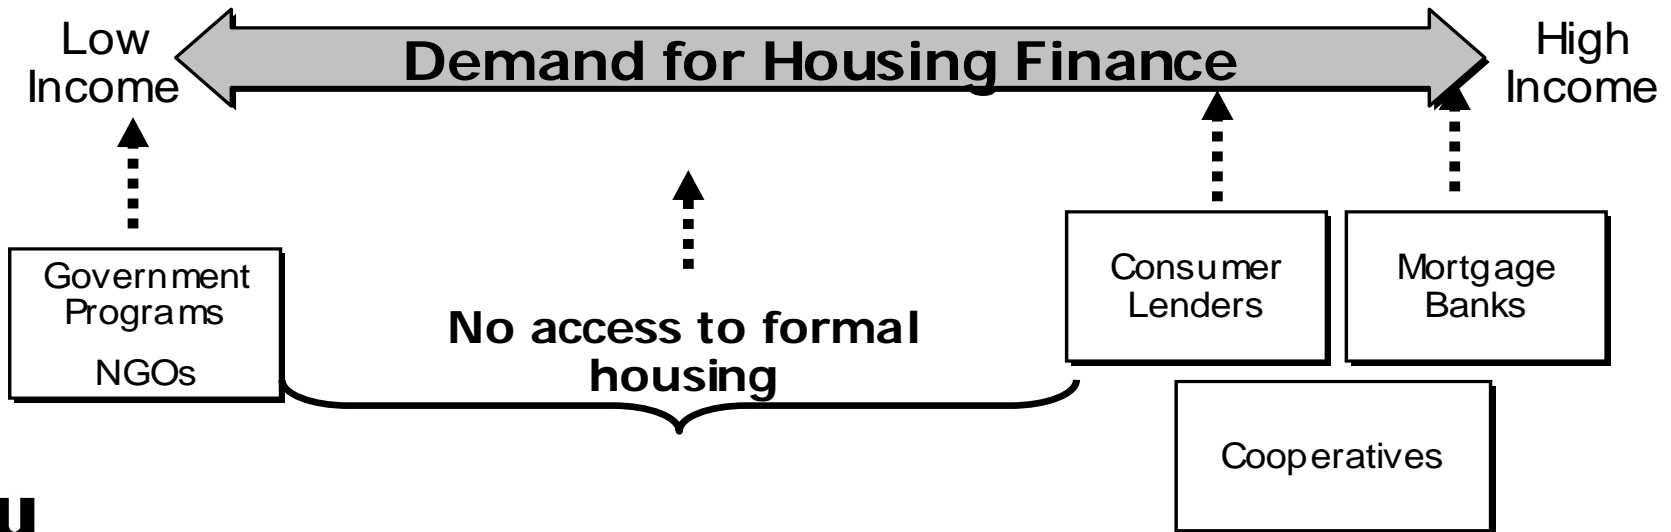 Low
Income
Demand for Housing Finance
High
Income
Government
Programs
NGOs
No access to formal
housing
Consumer
Lenders
Mortgage
Banks
Cooperatives
u